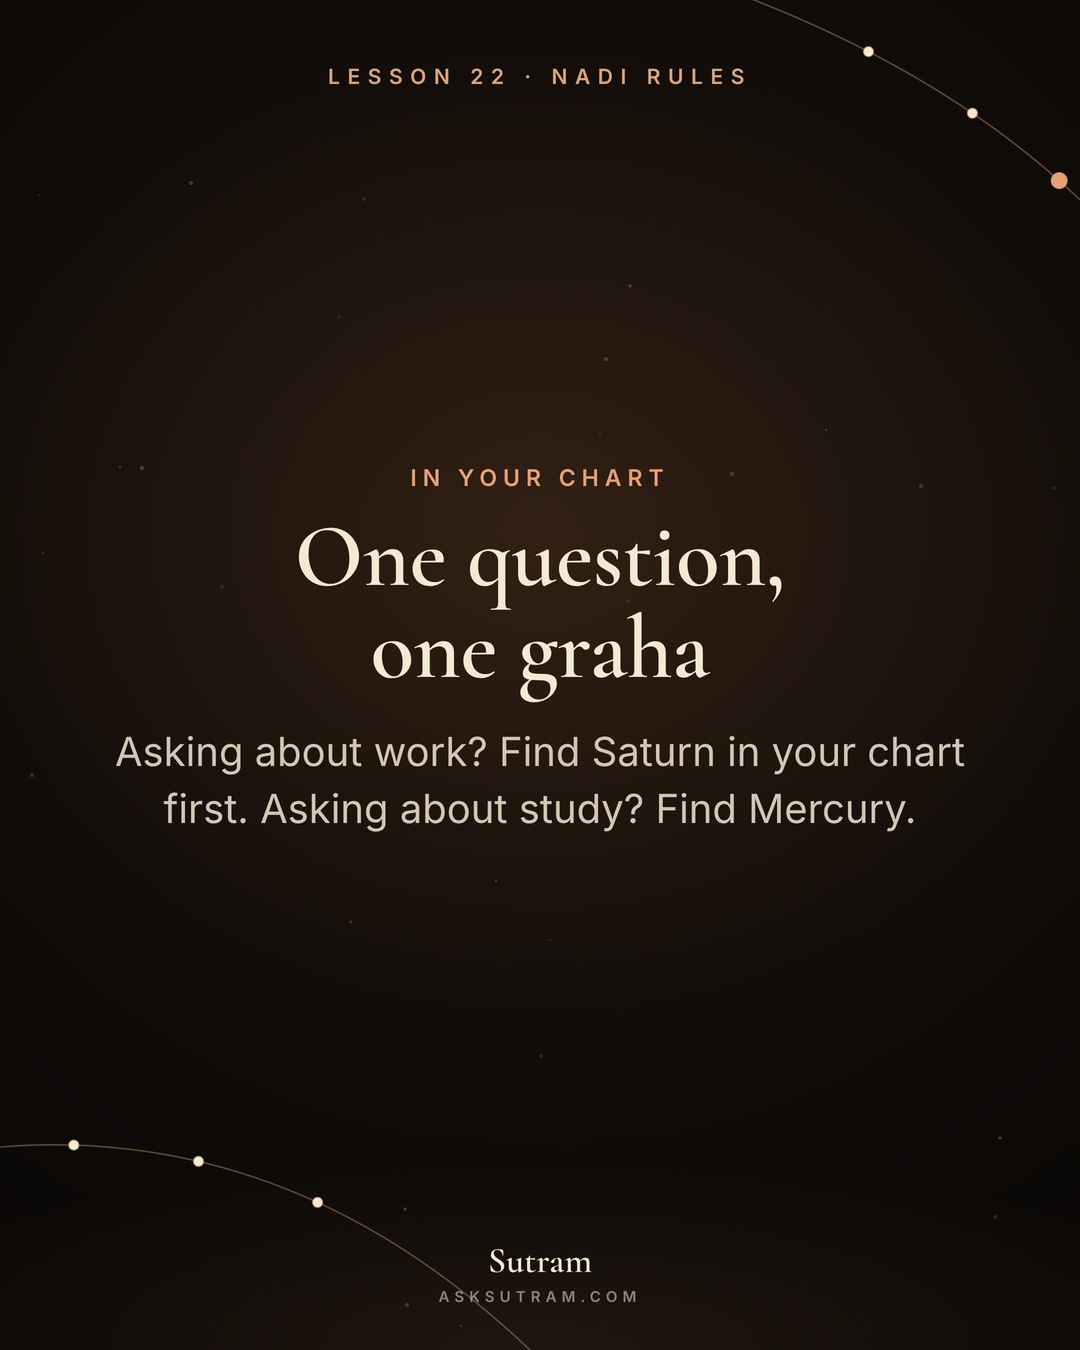 LESSON 22 · NADI RULES
IN YOUR CHART
One question,
one graha
Asking about work? Find Saturn in your chart
first. Asking about study? Find Mercury.
Sutram
ASKSUTRAM.COM